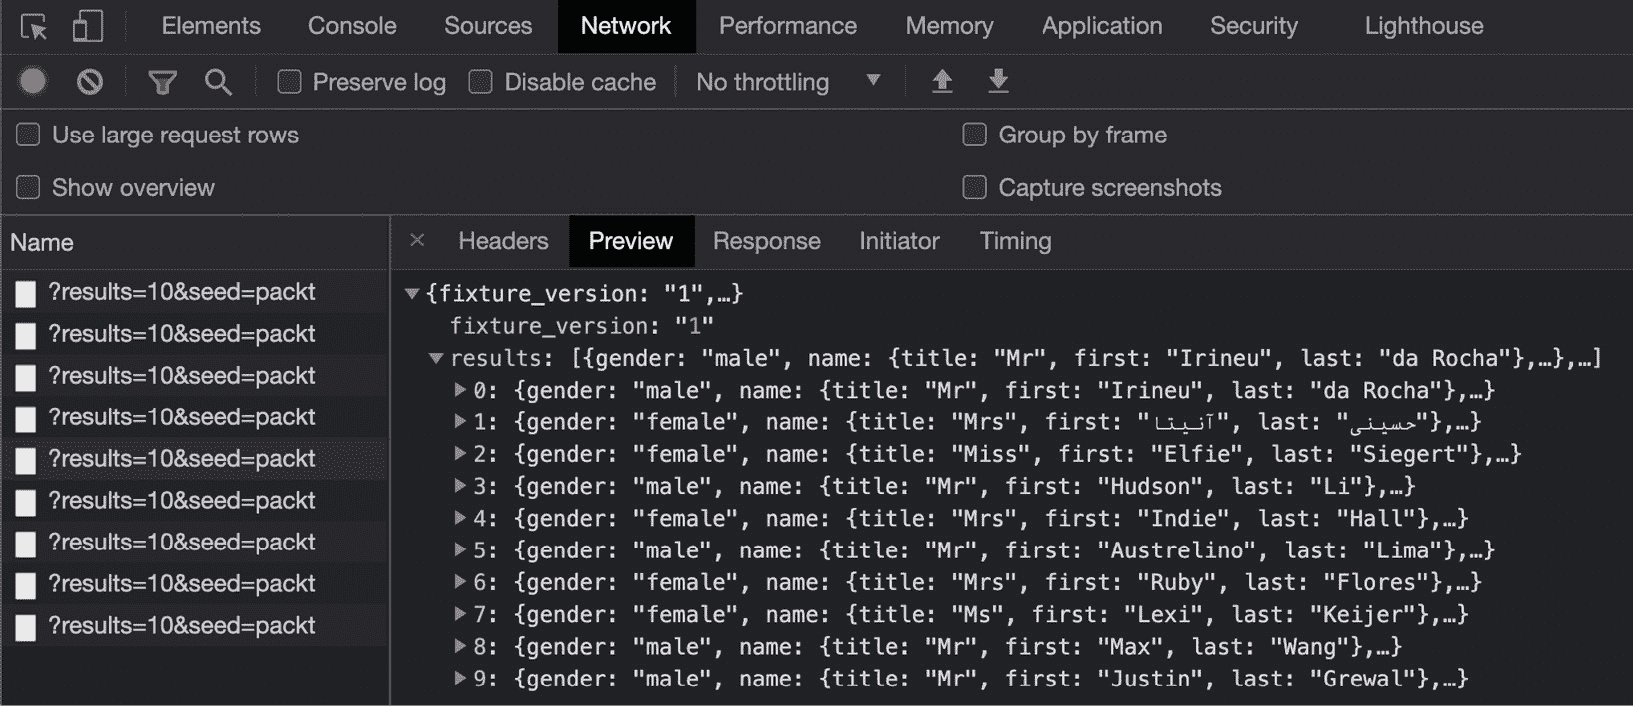 Elements Console Sources Network Performance Memory Application Security Lighthouse
Preserve log Disable cache No throttling
Use large request rows Group by frame
Show overview Capture screenshots
Name × Headers Preview Response Initiator Timing
?results=10&seed=packt
?results=10&seed=packt
?results=10&seed=packt
?results=10&seed=packt
?results=10&seed=packt
?results=10&seed=packt
?results=10&seed=packt
?results=10&seed=packt
?results=10&seed=packt
▼{fixture_version: "1",…}
fixture_version: "1"
▼results: [{gender: "male", name: {title: "Mr", first: "Irineu", last: "da Rocha"},…},…]
▶0: {gender: "male", name: {title: "Mr", first: "Irineu", last: "da Rocha"},…}
▶1: {gender: "female", name: {title: "Mrs", first: "آنیتا", last: "حسینی"},…}
▶2: {gender: "female", name: {title: "Miss", first: "Elfie", last: "Siegert"},…}
▶3: {gender: "male", name: {title: "Mr", first: "Hudson", last: "Li"},…}
▶4: {gender: "female", name: {title: "Mrs", first: "Indie", last: "Hall"},…}
▶5: {gender: "male", name: {title: "Mr", first: "Austrelino", last: "Lima"},…}
▶6: {gender: "female", name: {title: "Mrs", first: "Ruby", last: "Flores"},…}
▶7: {gender: "female", name: {title: "Ms", first: "Lexi", last: "Keijer"},…}
▶8: {gender: "male", name: {title: "Mr", first: "Max", last: "Wang"},…}
▶9: {gender: "male", name: {title: "Mr", first: "Justin", last: "Grewal"},…}